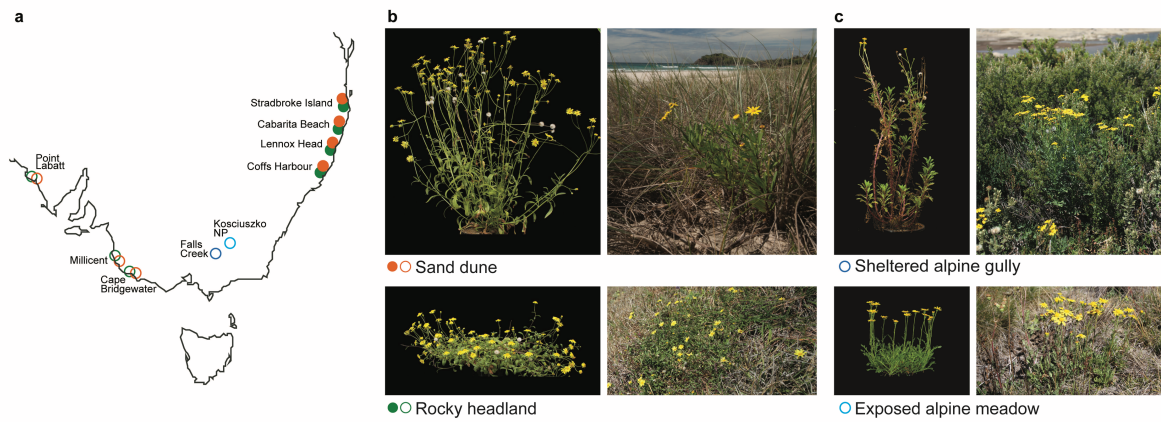 a
Stradbroke Island
Cabarita Beach
Lennox Head
Coffs Harbour
Point
Labatt
Kosciuszko
NP
Falls
Creek
Millicent
Cape
Bridgewater
b
Sand dune
Rocky headland
c
Sheltered alpine gully
Exposed alpine meadow